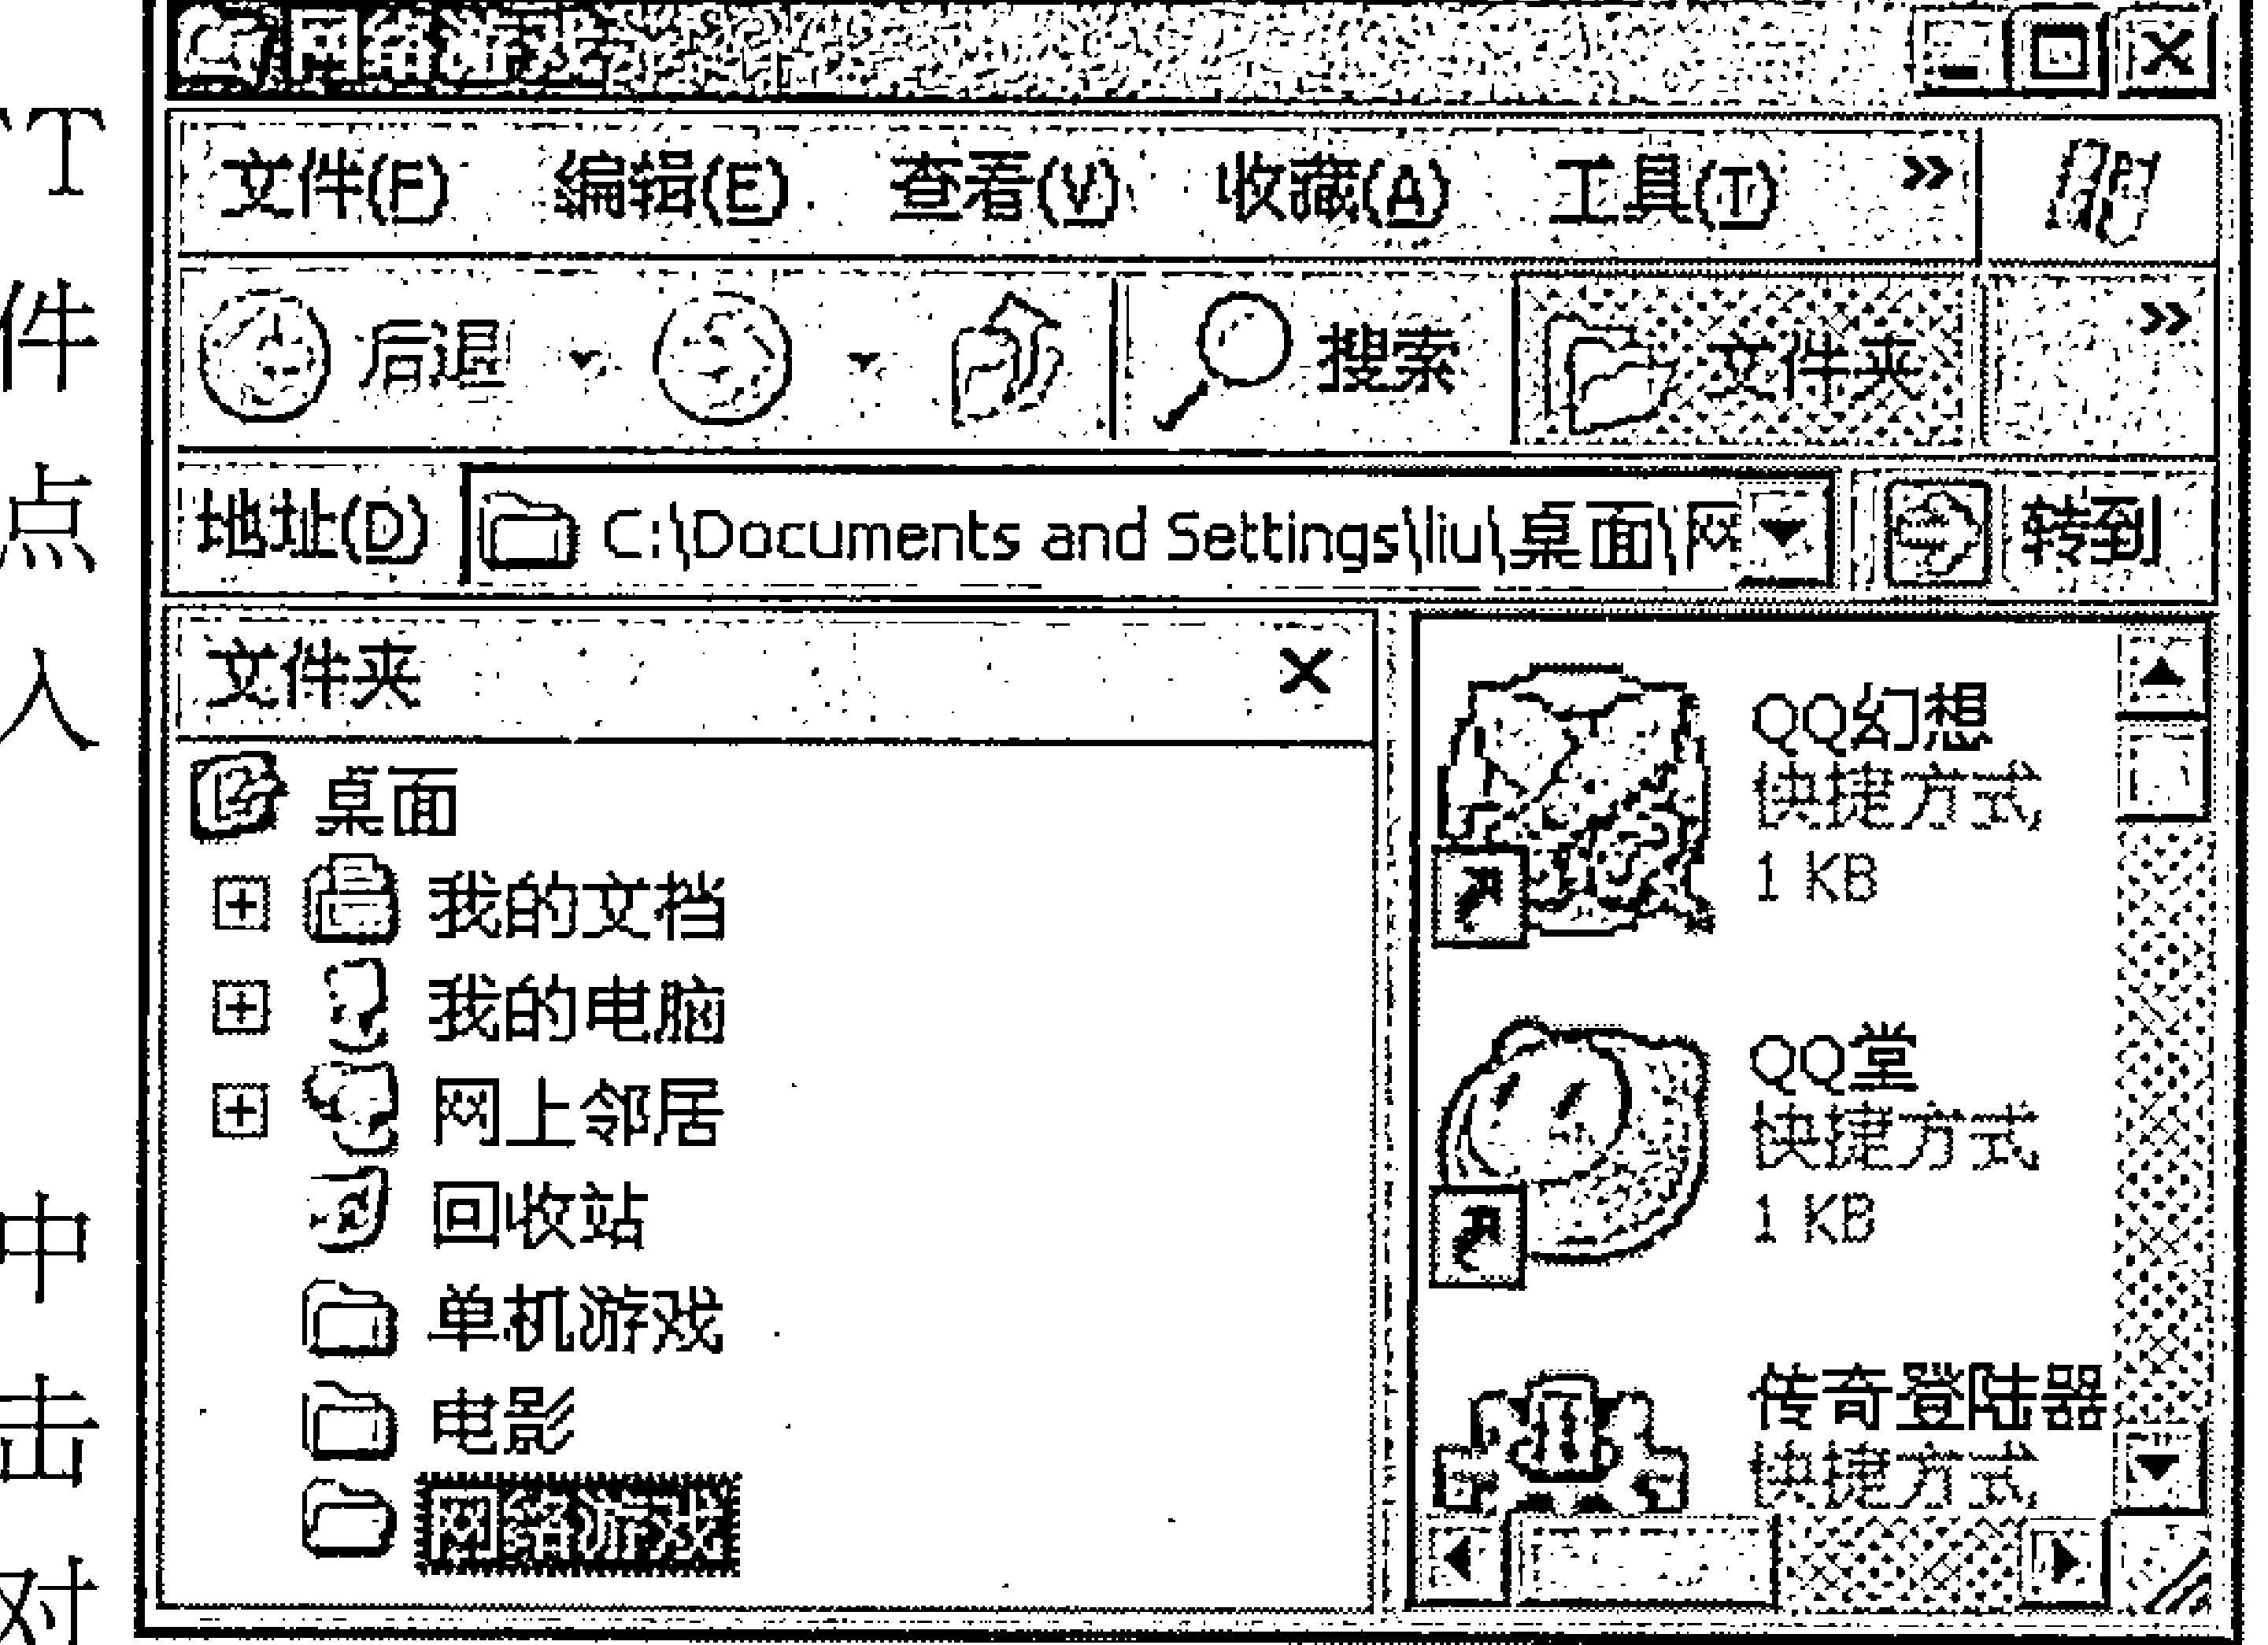 网络游戏
文件(F) 编辑(E) 查看(V) 收藏(A) 工具(T) »
后退 搜索 文件夹 »
地址(D) C:\Documents and Settings\liu\桌面\网 转到
文件夹
桌面
我的文档
我的电脑
网上邻居
回收站
单机游戏
电影
网络游戏
QQ幻想
快捷方式
1 KB
QQ堂
快捷方式
1 KB
传奇登陆器
快捷方式
T
件
点
入
中
击
对